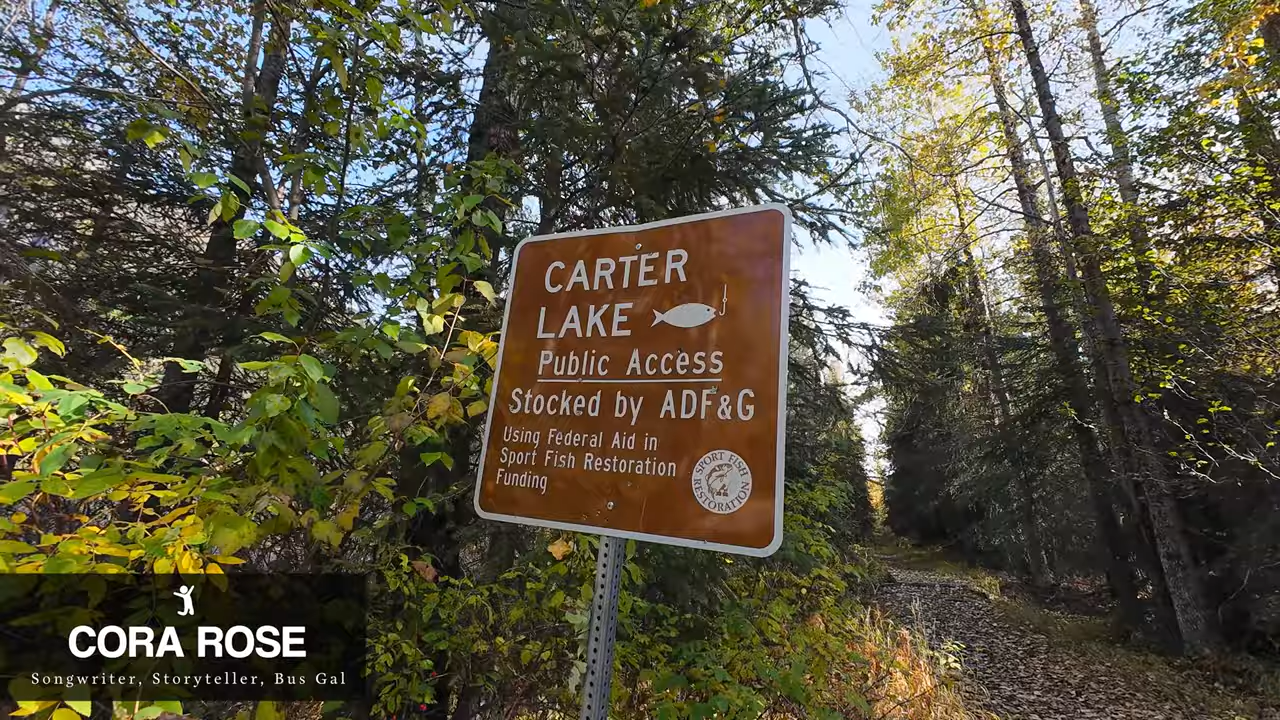 CARTER
LAKE
Public Access
Stocked by ADF&G
Using Federal Aid in
Sport Fish Restoration
Funding
SPORT FISH
RESTORATION
CORA ROSE
Songwriter, Storyteller, Bus Gal